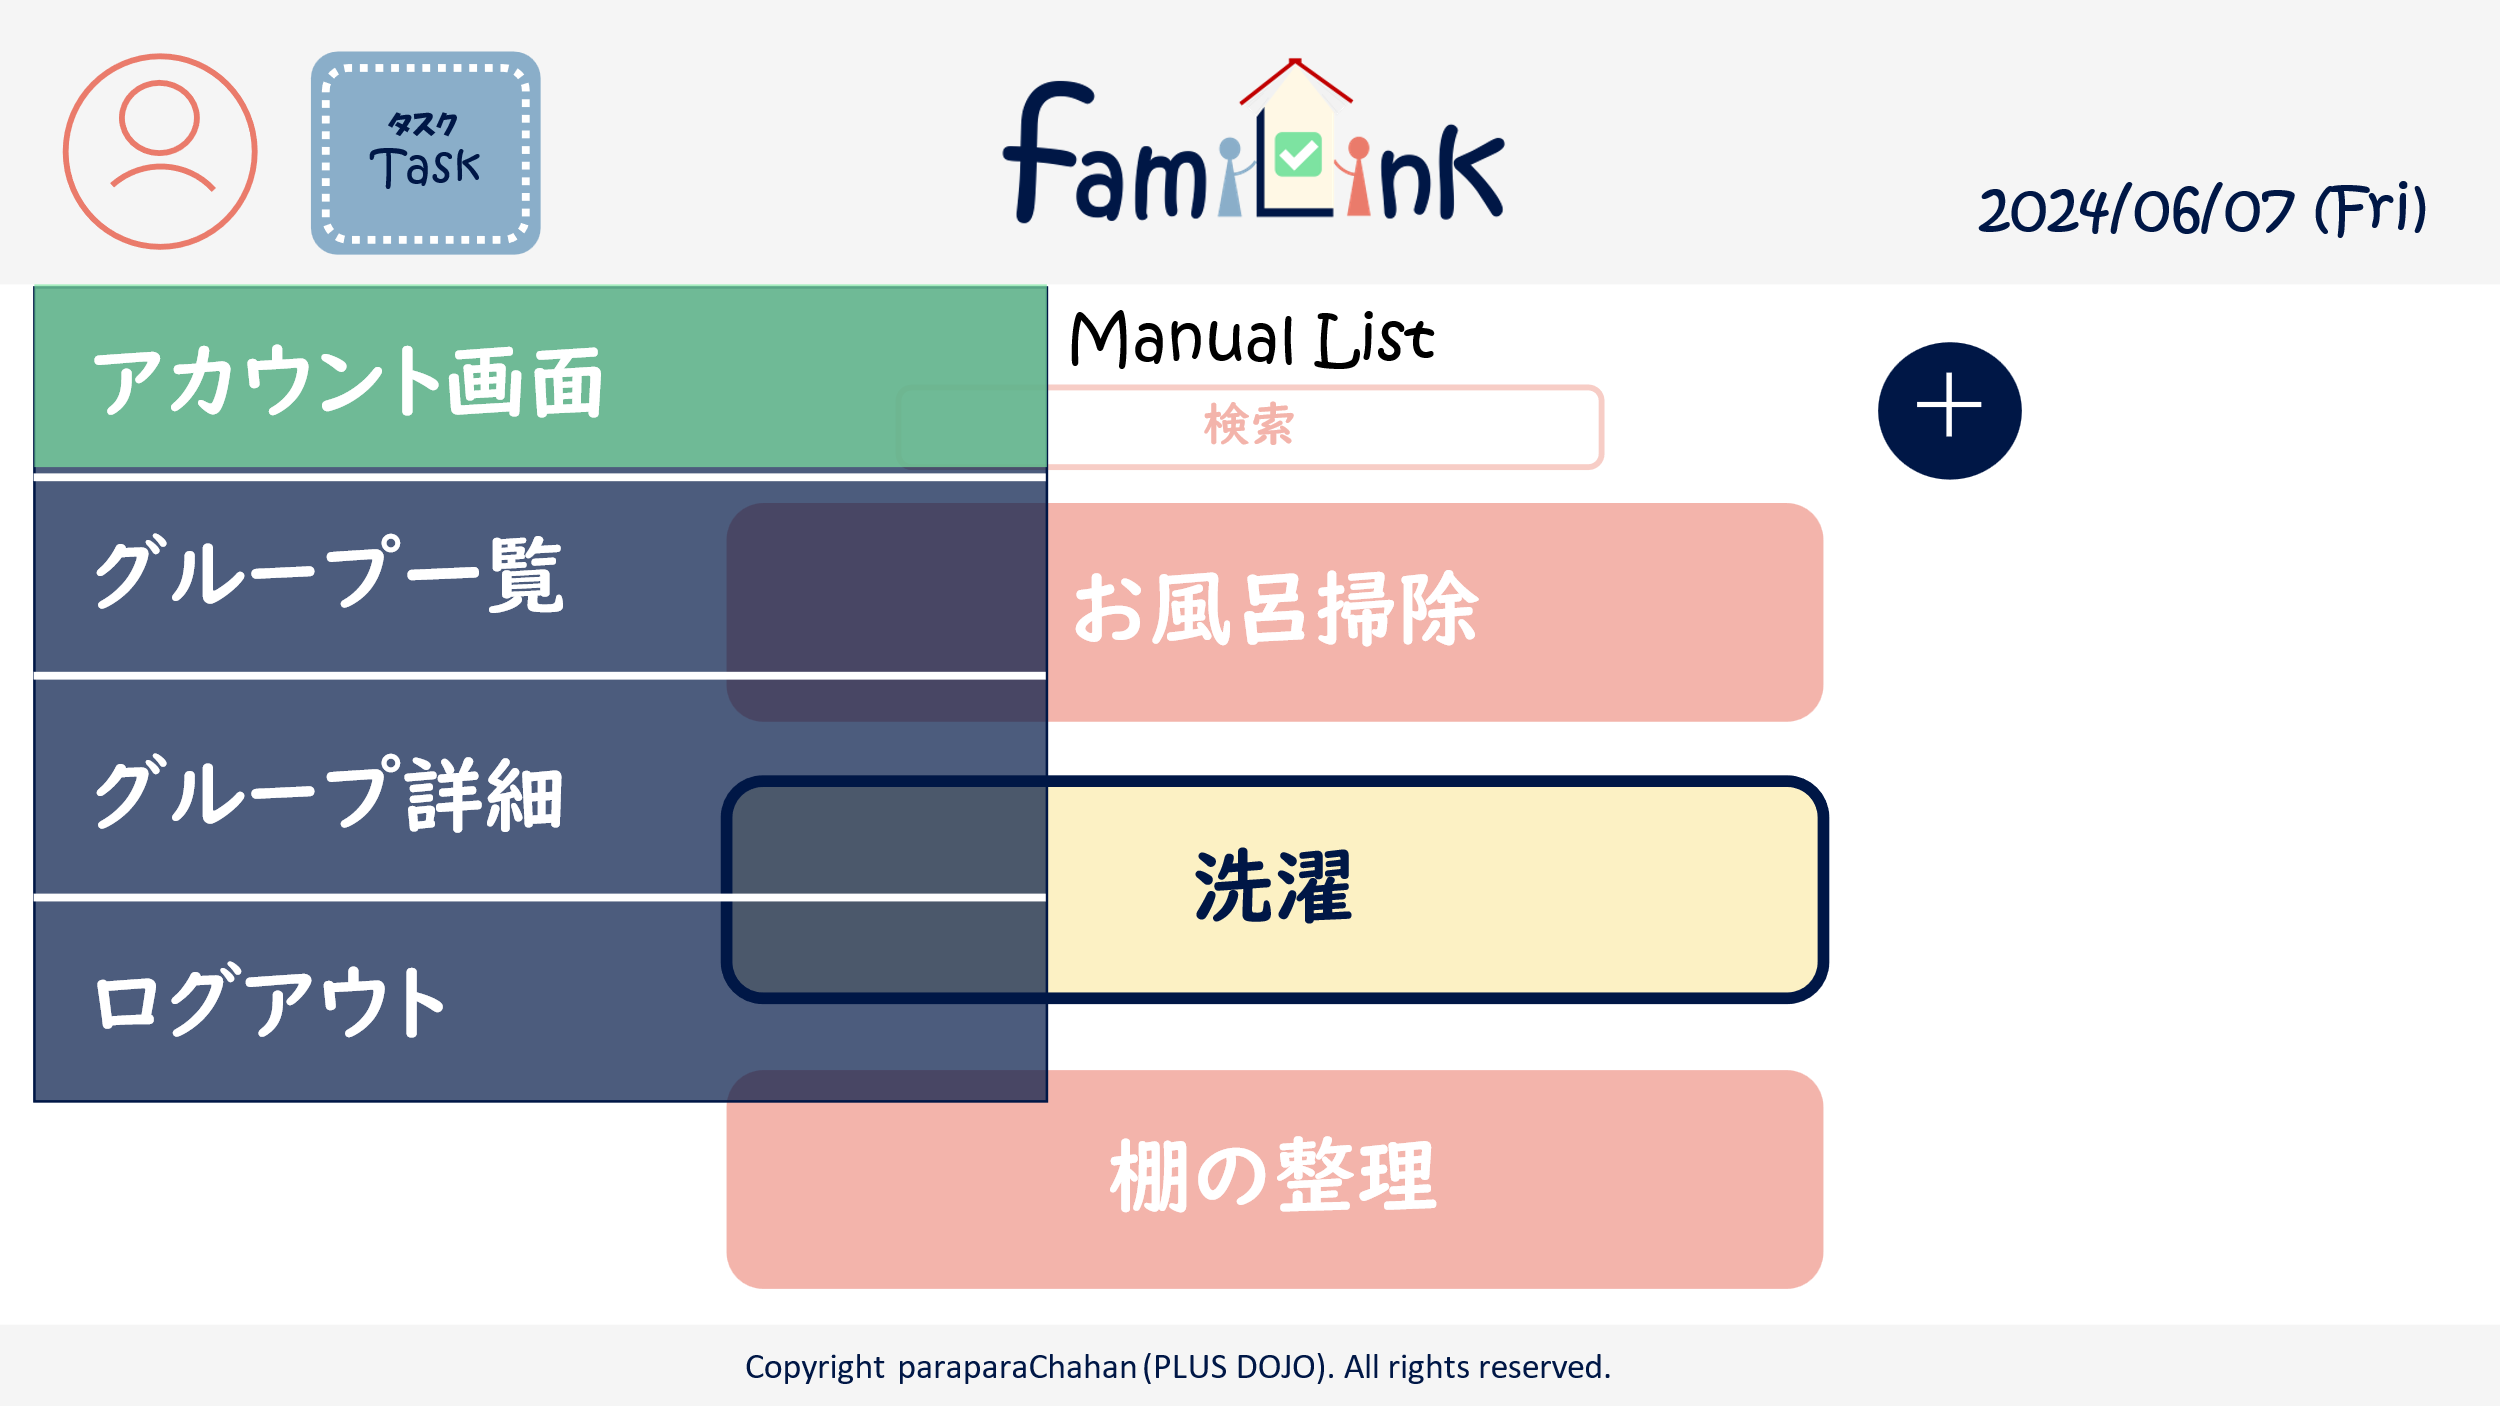 タスク
Task
FamiLink
2024/06/07 (Fri)
アカウント画面
グループ一覧
グループ詳細
ログアウト
Manual List
検索
お風呂掃除
洗濯
棚の整理
Copyright paraparaChahan(PLUS DOJO). All rights reserved.